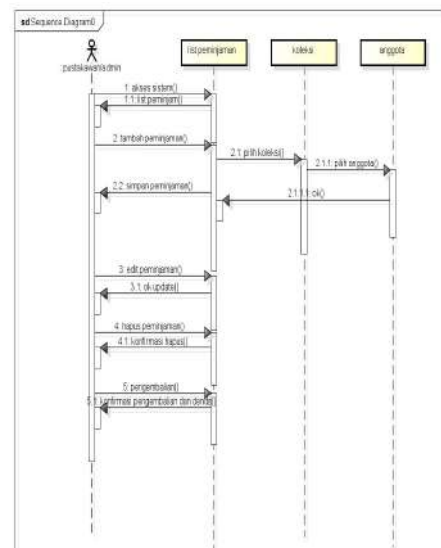 sd Sequence Diagram0
: pustakawan/admin
list peminjaman
koleksi
anggota
1: akses sistem()
1.1: list peminjam()
2: tambah peminjaman()
2.1: pilih koleksi()
2.1.1: pilih anggota()
2.2: simpan peminjaman()
2.1.1.1: ok()
3: edit peminjaman()
3.1: ok update()
4: hapus peminjaman()
4.1: konfirmasi hapus()
5: pengembalian()
5.1: konfirmasi pengembalian dan denda()